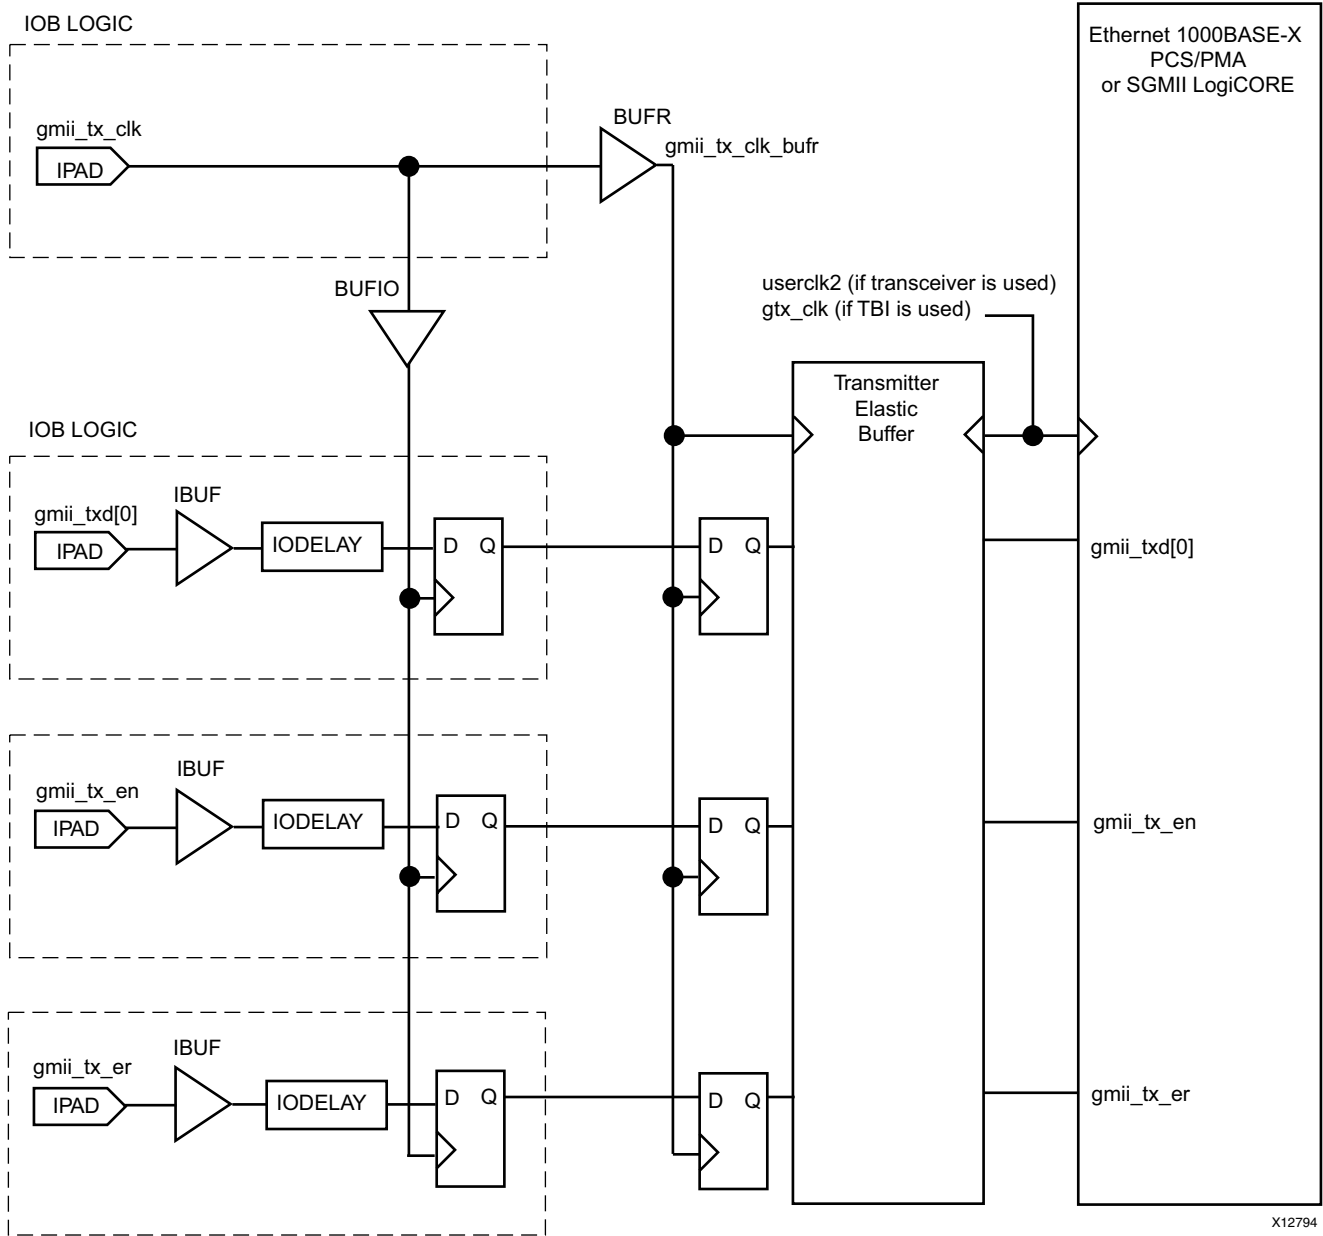 IOB LOGIC
Ethernet 1000BASE-X
PCS/PMA
or SGMII LogiCORE
gmii_tx_clk
IPAD
BUFR
gmii_tx_clk_bufr
BUFIO
userclk2 (if transceiver is used)
gtx_clk (if TBI is used)
Transmitter
Elastic
Buffer
IOB LOGIC
gmii_txd[0]
IPAD
IBUF
IODELAY
D Q
D Q
gmii_txd[0]
gmii_tx_en
IPAD
IBUF
IODELAY
D Q
D Q
gmii_tx_en
gmii_tx_er
IPAD
IBUF
IODELAY
D Q
D Q
gmii_tx_er
X12794